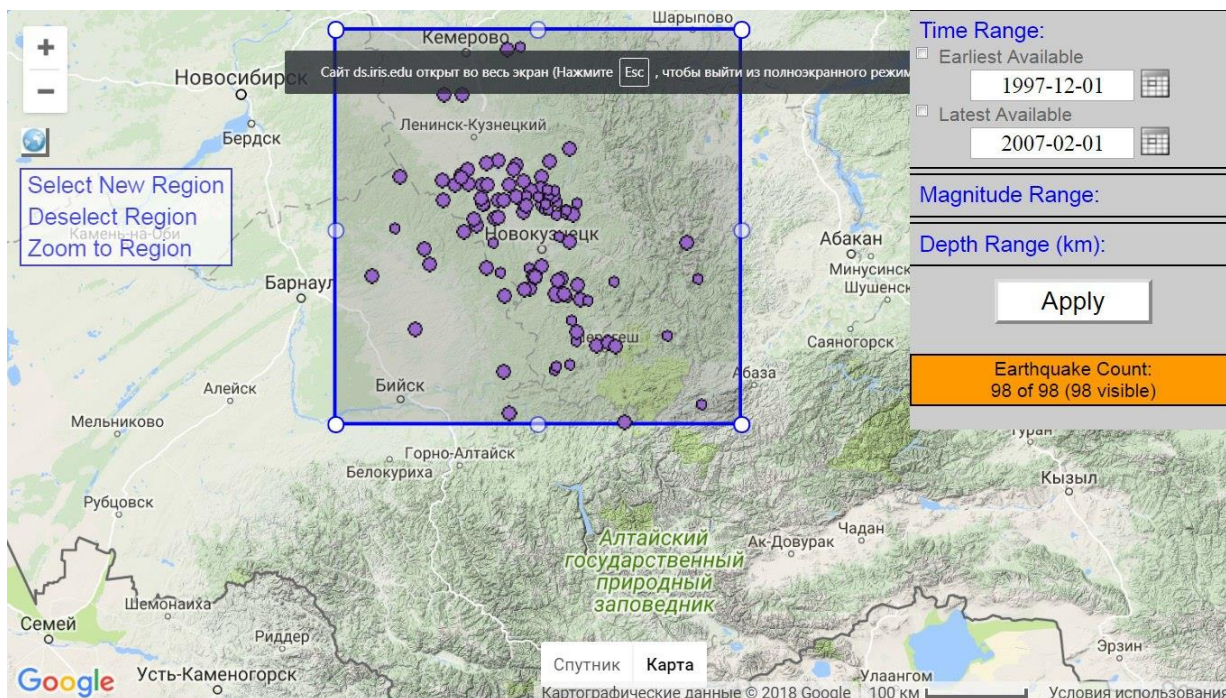 Шарыпово
Кемерово
Сайт ds.iris.edu открыт во весь экран (Нажмите Esc , чтобы выйти из полноэкранного режим
Новосибирск
Бердск
Ленинск-Кузнецкий
Select New Region
Deselect Region
Zoom to Region
Камень-на-Оби
Новокузнецк
Барнаул
Абакан
Минусинск
Шушенск
Саяногорск
Абаза
Бийск
Алейск
Мельниково
Горно-Алтайск
Белокуриха
Рубцовск
Туран
Кызыл
Чадан
Ак-Довурак
Алтайский
государственный
природный
заповедник
Шемонаиха
Семей
Риддер
Усть-Каменогорск
Эрзин
Улаангом
Time Range:
Earliest Available
1997-12-01
Latest Available
2007-02-01
Magnitude Range:
Depth Range (km):
Apply
Earthquake Count:
98 of 98 (98 visible)
Спутник
Карта
Google
Картографические данные © 2018 Google
100 км
Условия использовани